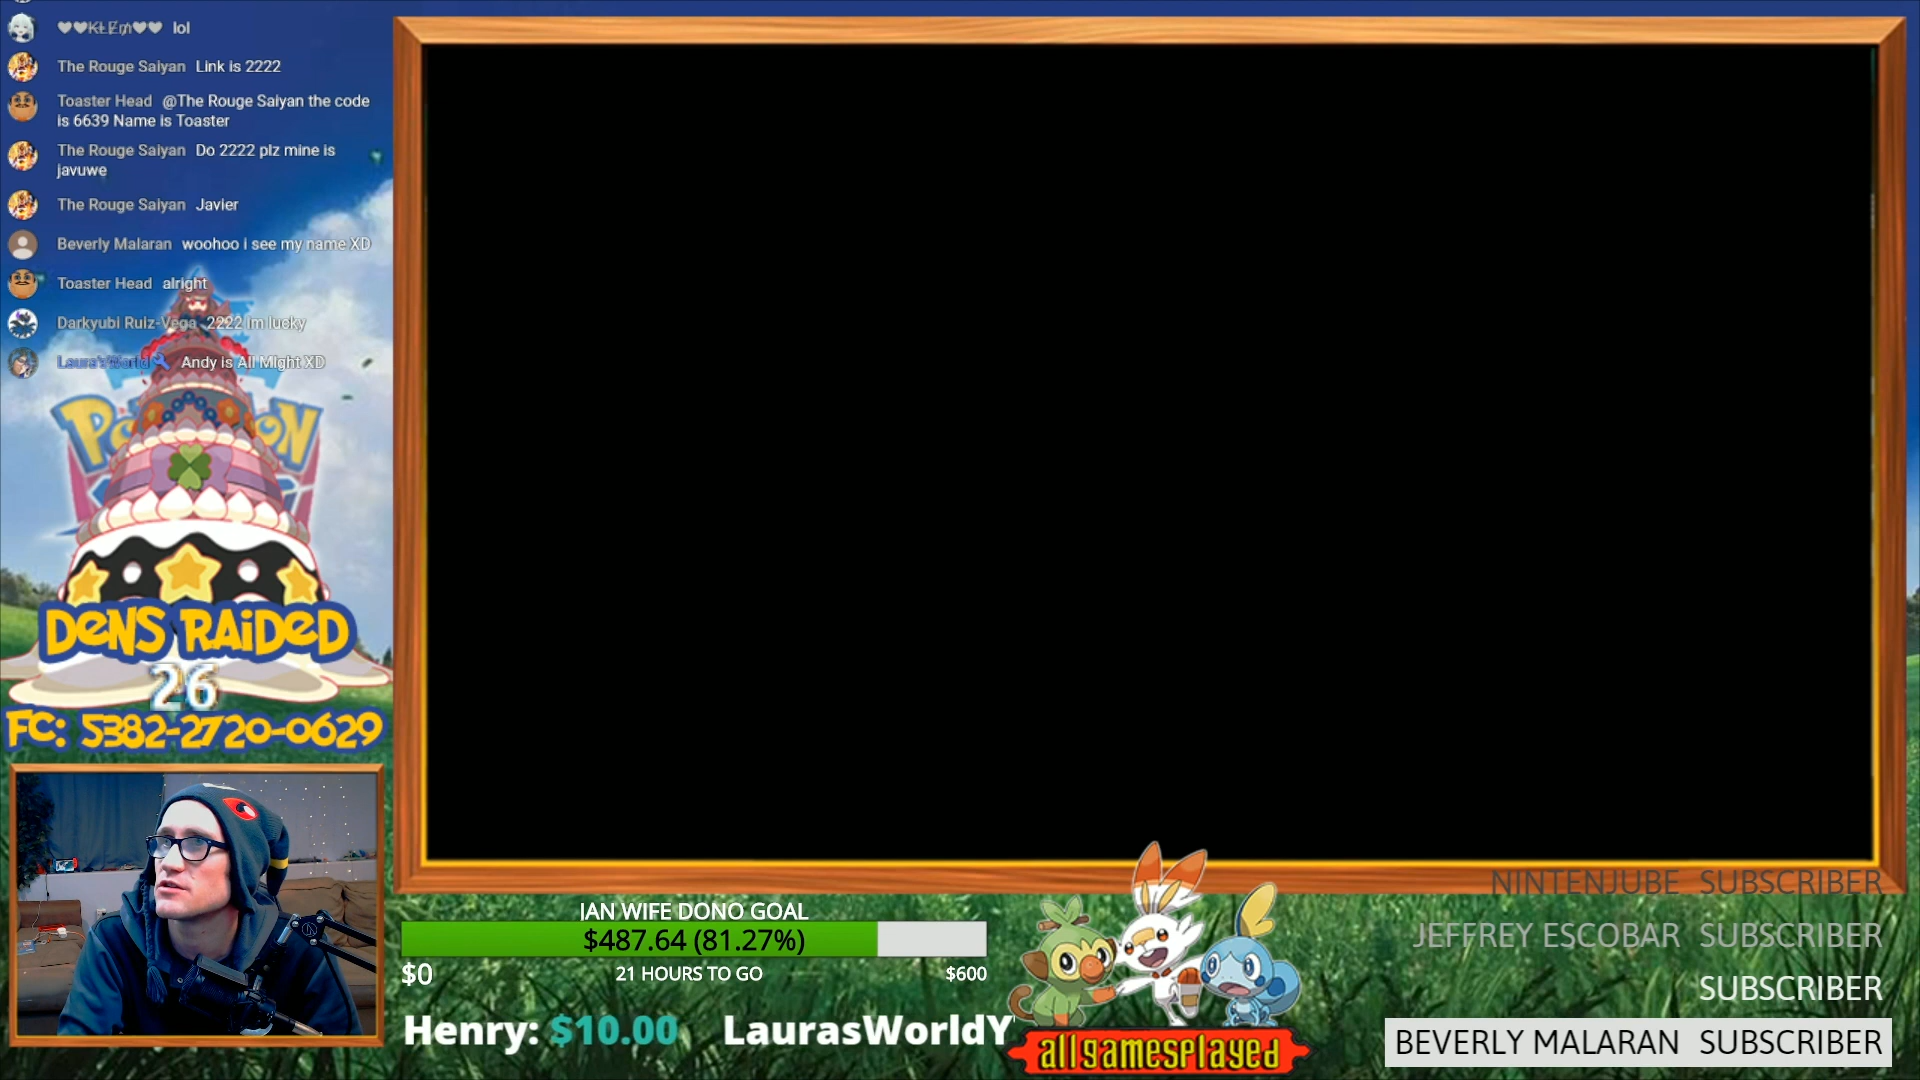 lol
The Rouge Saiyan Link is 2222
Toaster Head @The Rouge Saiyan the code
is 6639 Name is Toaster
The Rouge Saiyan Do 2222 plz mine is
javuwe
The Rouge Saiyan Javier
Beverly Malaran woohoo i see my name XD
Toaster Head alright
Darkyubi Ruiz-Vega 2222 im lucky
Laura'sWorld Andy is All Might XD
DENS RAIDED
26
FC: 5382-2720-0629
JAN WIFE DONO GOAL
$487.64 (81.27%)
$0 21 HOURS TO GO $600
Henry: $10.00 LaurasWorldY
allgamesplayed
NINTENJUBE SUBSCRIBER
JEFFREY ESCOBAR SUBSCRIBER
SUBSCRIBER
BEVERLY MALARAN SUBSCRIBER